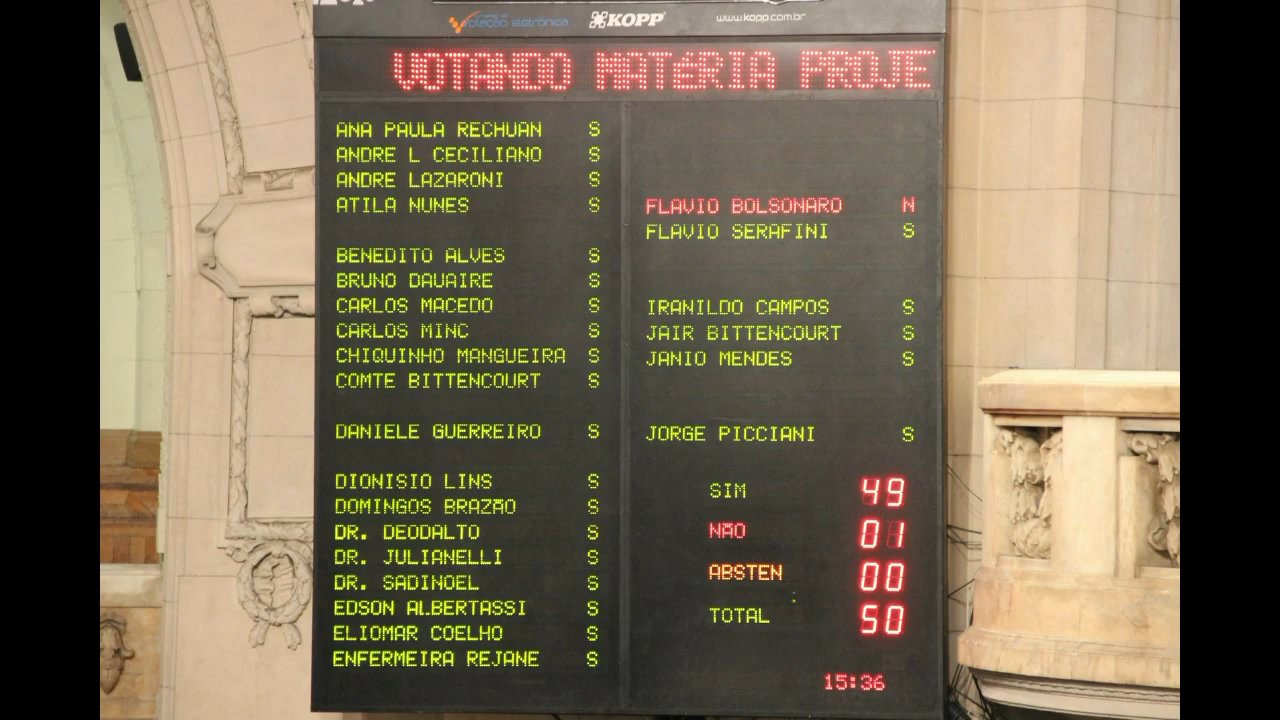 votação eletrônica KOPP www.kopp.com.br
VOTANDO MATéRIA PROJE
ANA PAULA RECHUAN S
ANDRE L CECILIANO S
ANDRE LAZARONI S
ATILA NUNES S
BENEDITO ALVES S
BRUNO DAUAIRE S
CARLOS MACEDO S
CARLOS MINC S
CHIQUINHO MANGUEIRA S
COMTE BITTENCOURT S
DANIELE GUERREIRO S
DIONISIO LINS S
DOMINGOS BRAZÃO S
DR. DEODALTO S
DR. JULIANELLI S
DR. SADINOEL S
EDSON ALBERTASSI S
ELIOMAR COELHO S
ENFERMEIRA REJANE S
FLAVIO BOLSONARO N
FLAVIO SERAFINI S
IRANILDO CAMPOS S
JAIR BITTENCOURT S
JANIO MENDES S
JORGE PICCIANI S
SIM 49
NÃO 01
ABSTEN 00
TOTAL 50
15:36